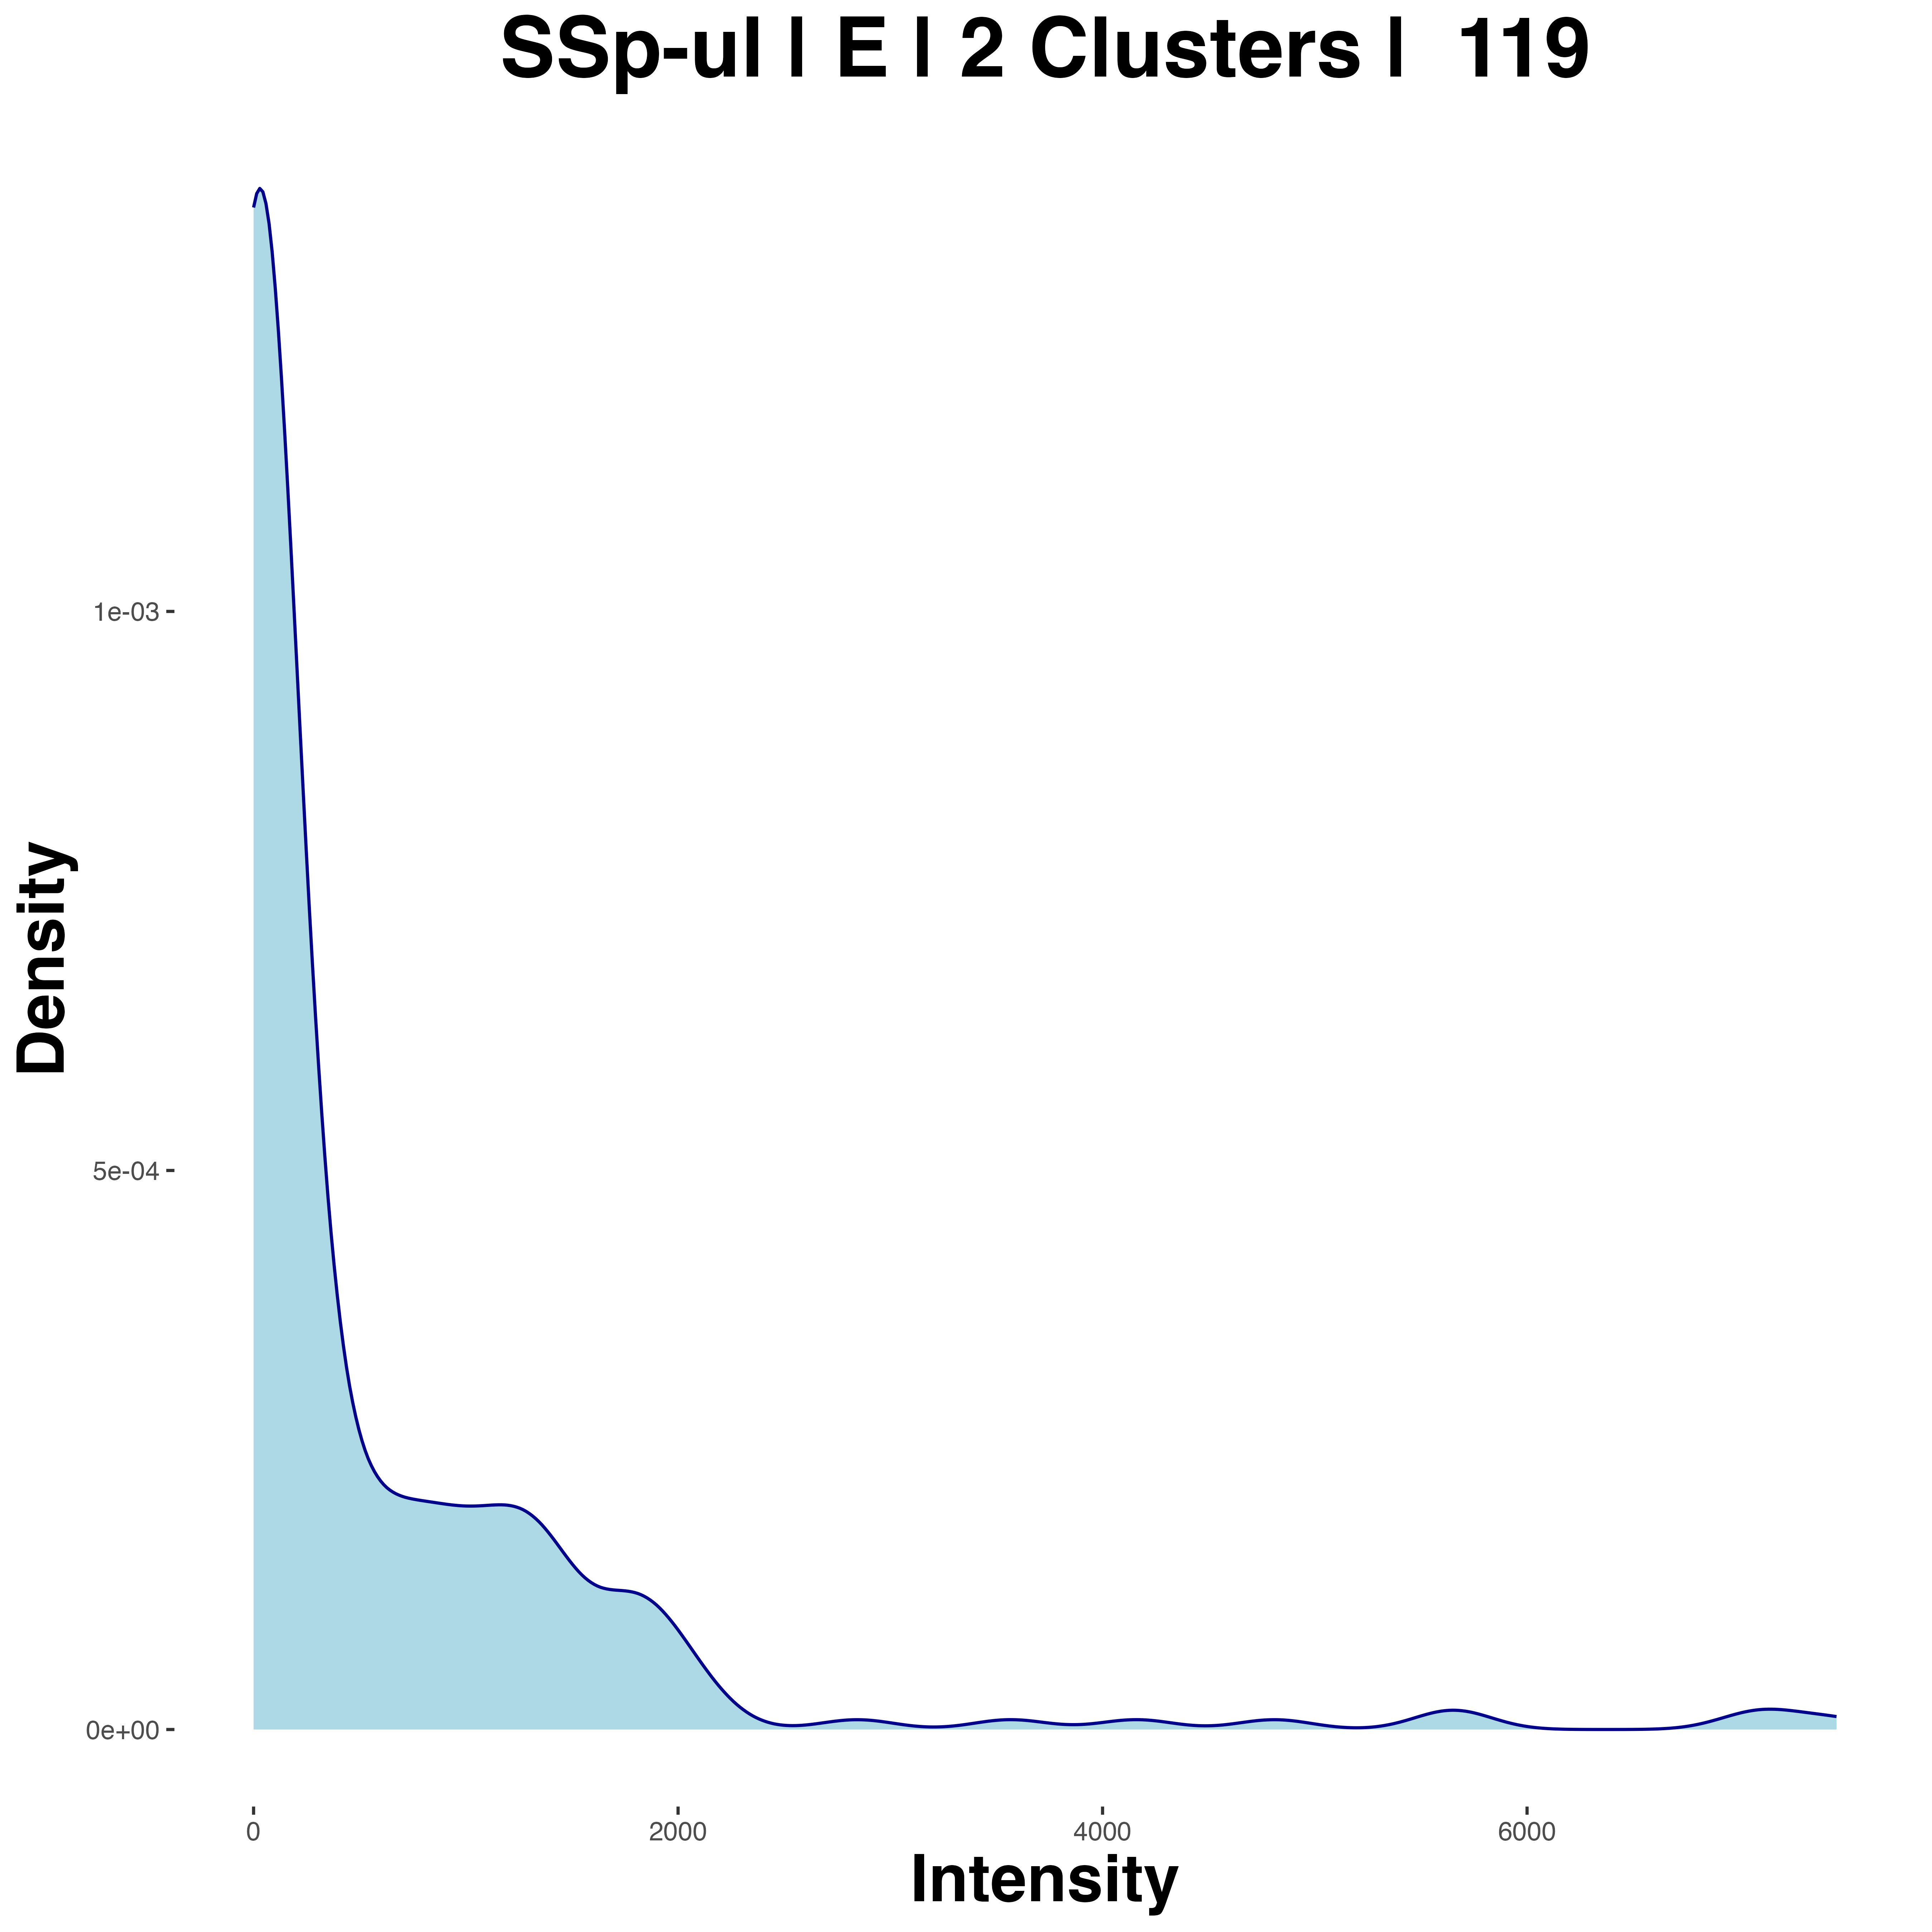 SSp-ul | E | 2 Clusters | 119
Density
1e-03
5e-04
0e+00
0
2000
4000
6000
Intensity